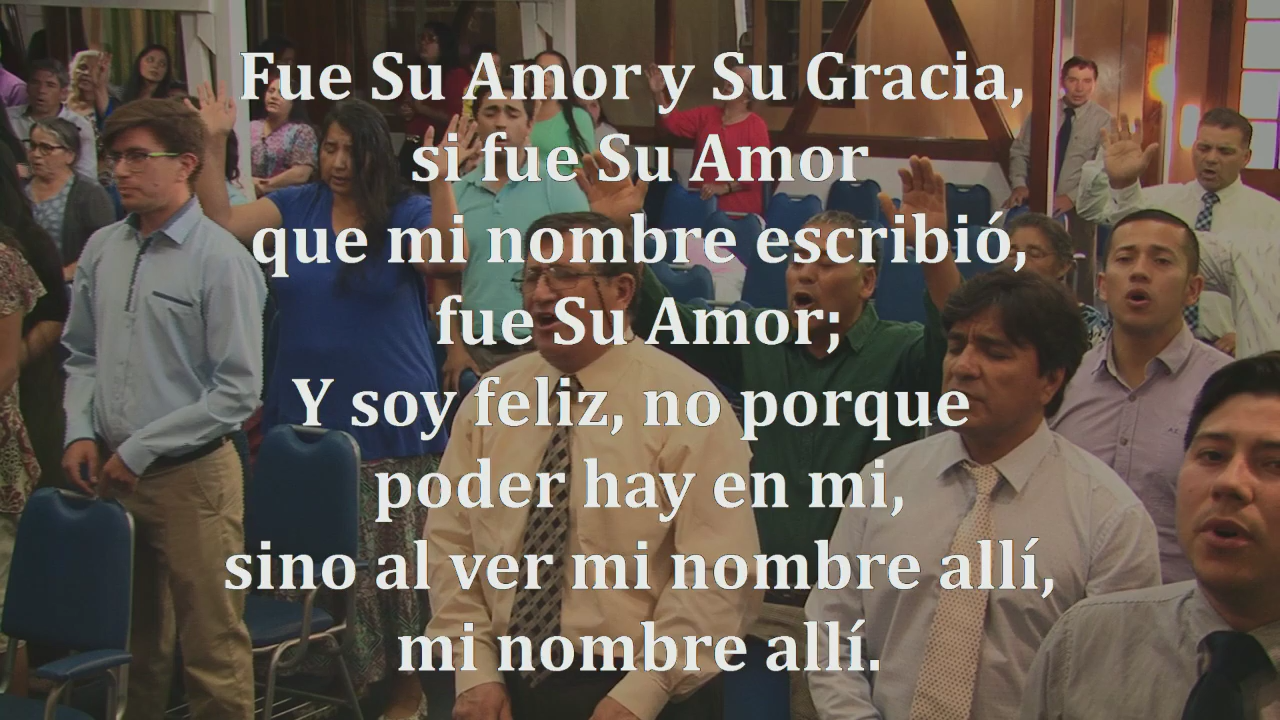 Fue Su Amor y Su Gracia,
si fue Su Amor
que mi nombre escribió,
fue Su Amor;
Y soy feliz, no porque
poder hay en mi,
sino al ver mi nombre allí,
mi nombre allí.